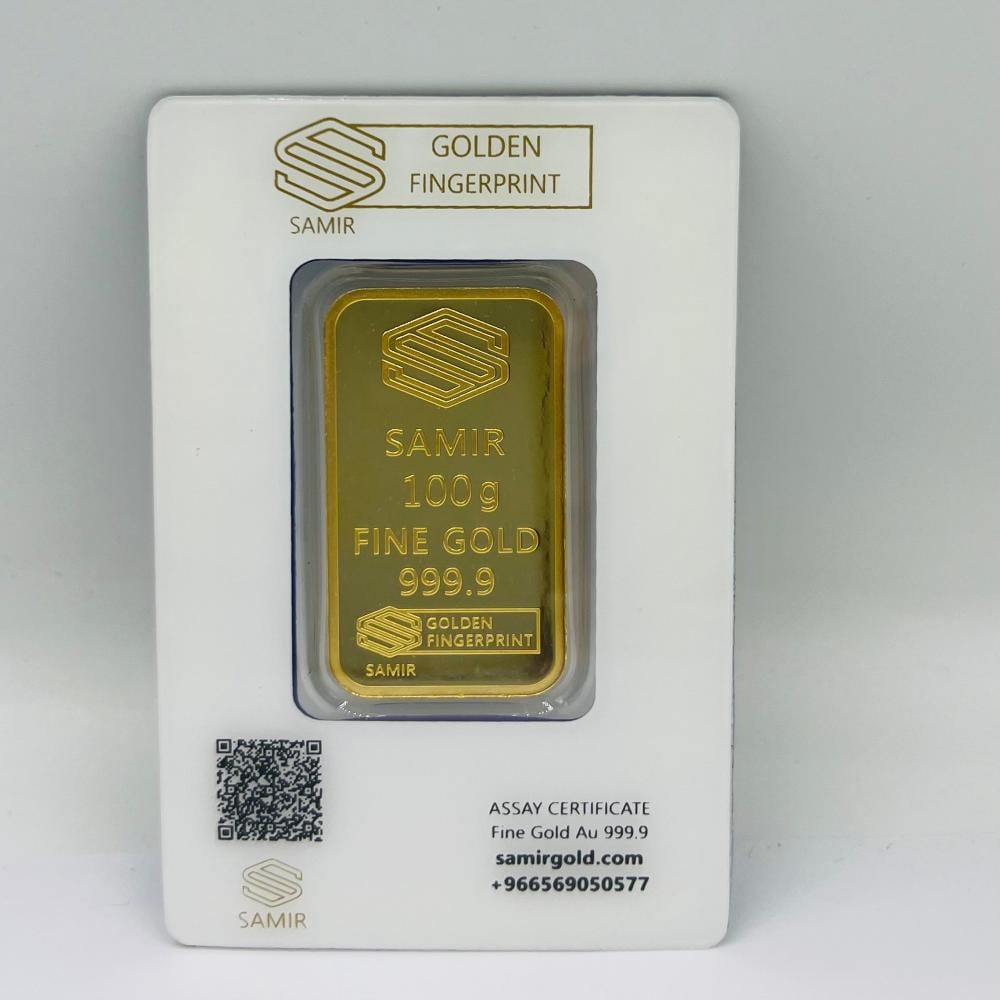 GOLDEN
FINGERPRINT
SAMIR
SAMIR
100g
FINE GOLD
999.9
GOLDEN
FINGERPRINT
SAMIR
ASSAY CERTIFICATE
Fine Gold Au 999.9
samirgold.com
+966569050577
SAMIR